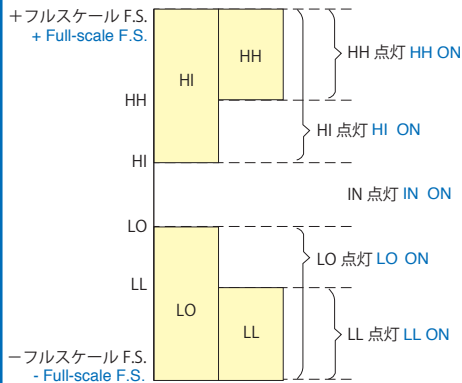 ＋フルスケール F.S.
+ Full-scale F.S.
HH
HI
HH 点灯 HH ON
HH
HI 点灯 HI ON
HI
IN 点灯 IN ON
LO
LO 点灯 LO ON
LL
LO
LL
LL 点灯 LL ON
－フルスケール F.S.
- Full-scale F.S.